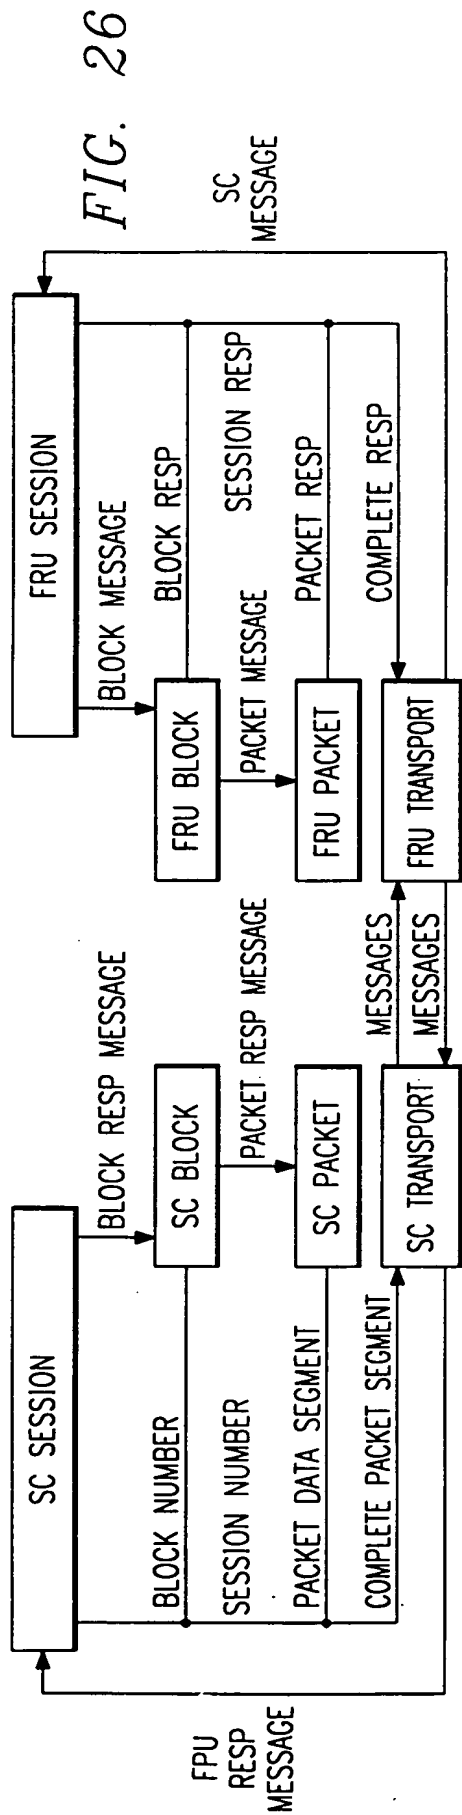 FIG. 26
SC SESSION
FRU SESSION
BLOCK RESP MESSAGE
BLOCK MESSAGE
BLOCK NUMBER
SC BLOCK
FRU BLOCK
BLOCK RESP
SESSION NUMBER
PACKET RESP MESSAGE
PACKET MESSAGE
SESSION RESP
PACKET DATA SEGMENT
SC PACKET
FRU PACKET
PACKET RESP
COMPLETE PACKET SEGMENT
MESSAGES
COMPLETE RESP
SC TRANSPORT
MESSAGES
FRU TRANSPORT
FPU
RESP
MESSAGE
SC
MESSAGE